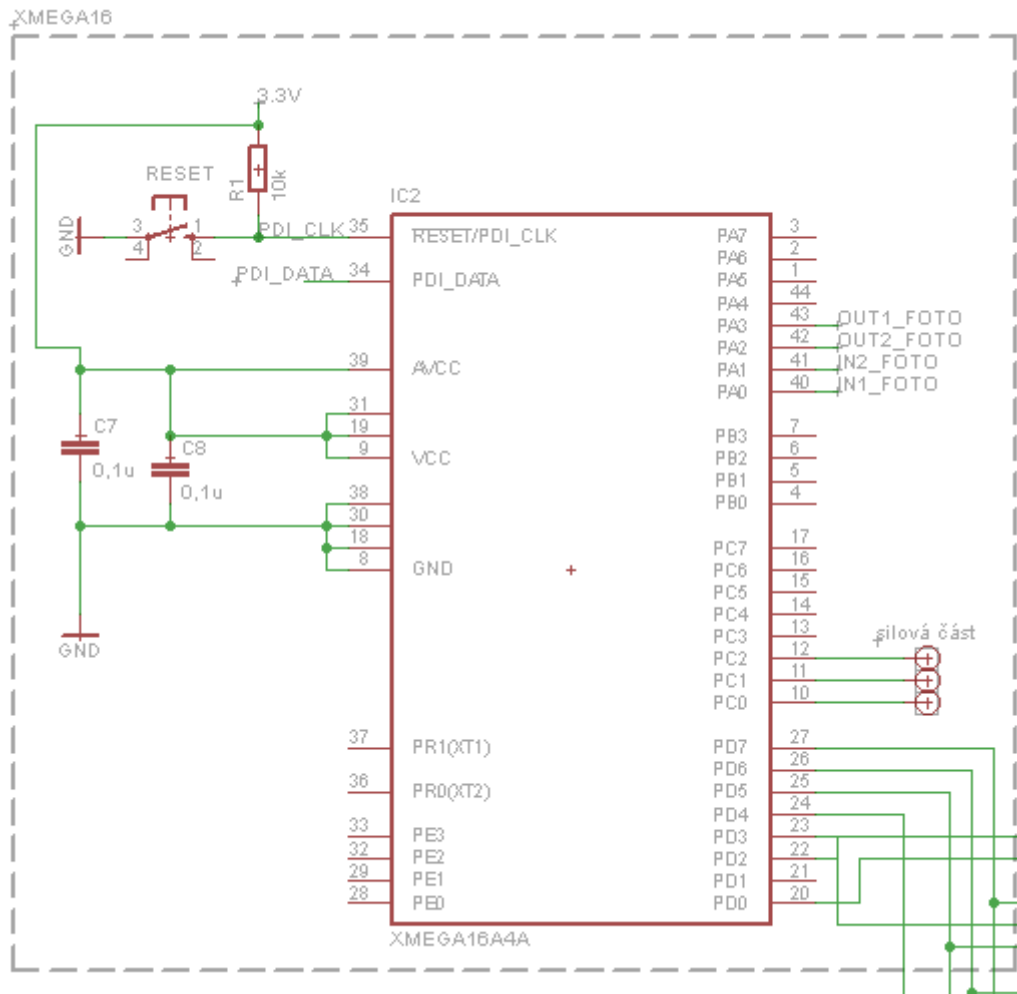 XMEGA16
3.3V
R1
10k
RESET
GND
3
1
4
2
PDI_CLK
35
PDI_DATA
34
IC2
RESET/PDI_CLK
PDI_DATA
39
AVCC
31
19
9
VCC
38
30
18
8
GND
C7
0,1u
C8
0,1u
GND
37
PR1(XT1)
36
PR0(XT2)
33
PE3
32
PE2
29
PE1
28
PE0
PA7
3
PA6
2
PA5
1
PA4
44
PA3
43
OUT1_FOTO
PA2
42
OUT2_FOTO
PA1
41
IN2_FOTO
PA0
40
IN1_FOTO
PB3
7
PB2
6
PB1
5
PB0
4
PC7
17
PC6
16
PC5
15
PC4
14
PC3
13
silová část
PC2
12
PC1
11
PC0
10
PD7
27
PD6
26
PD5
25
PD4
24
PD3
23
PD2
22
PD1
21
PD0
20
XMEGA16A4A